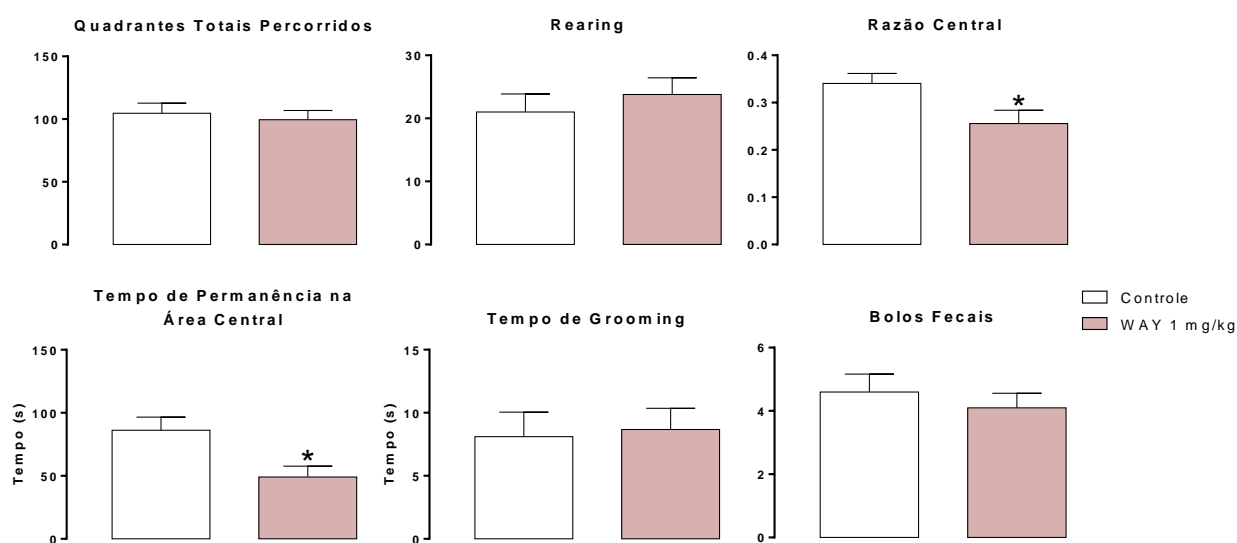 Quadrantes Totais Percorridos
150
100
50
0
Rearing
30
20
10
0
Razão Central
0.4
0.3
0.2
0.1
0.0
*
Tempo de Permanência na
Área Central
Tempo (s)
150
100
50
0
*
Tempo de Grooming
Tempo (s)
15
10
5
0
Bolos Fecais
6
4
2
0
Controle
WAY 1 mg/kg